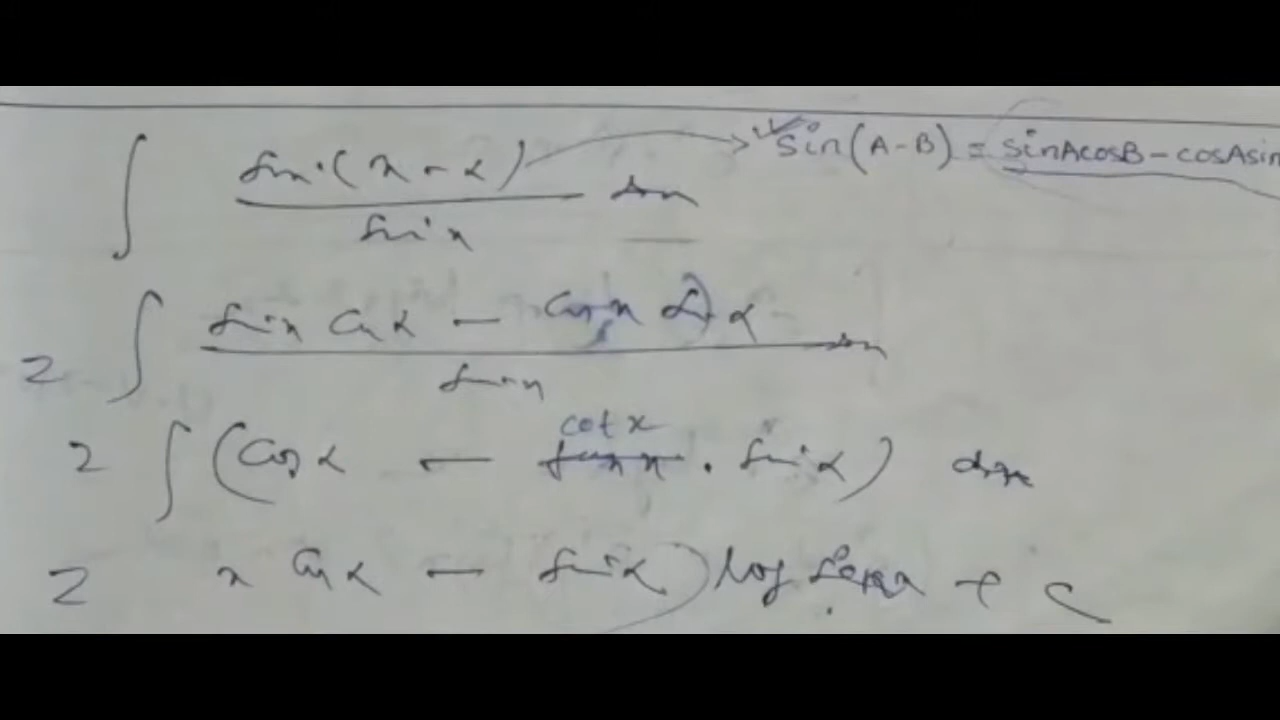 ∫ sin(x - α) / sin x dx → ✓ sin(A-B) = sinAcosB - cosAsin
= ∫ sin x cos α - cos x sin α / sin x dx
= ∫ (cos α - cot x . sin α) dx
= x cos α - sin α log sin x + C